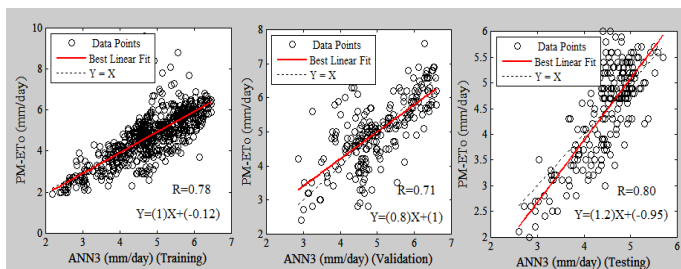 10
8
6
4
2
0
2
3
4
5
6
7
PM-ETo (mm/day)
Data Points
Best Linear Fit
Y = X
R=0.78
Y=(1)X+(-0.12)
ANN3 (mm/day) (Training)
8
7
6
5
4
3
2
2
3
4
5
6
7
PM-ETo (mm/day)
Data Points
Best Linear Fit
Y = X
R=0.71
Y=(0.8)X+(1)
ANN3 (mm/day) (Validation)
6
5.5
5
4.5
4
3.5
3
2.5
2
2
3
4
5
6
PM-ETo (mm/day)
Data Points
Best Linear Fit
Y = X
R=0.80
Y=(1.2)X+(-0.95)
ANN3 (mm/day) (Testing)